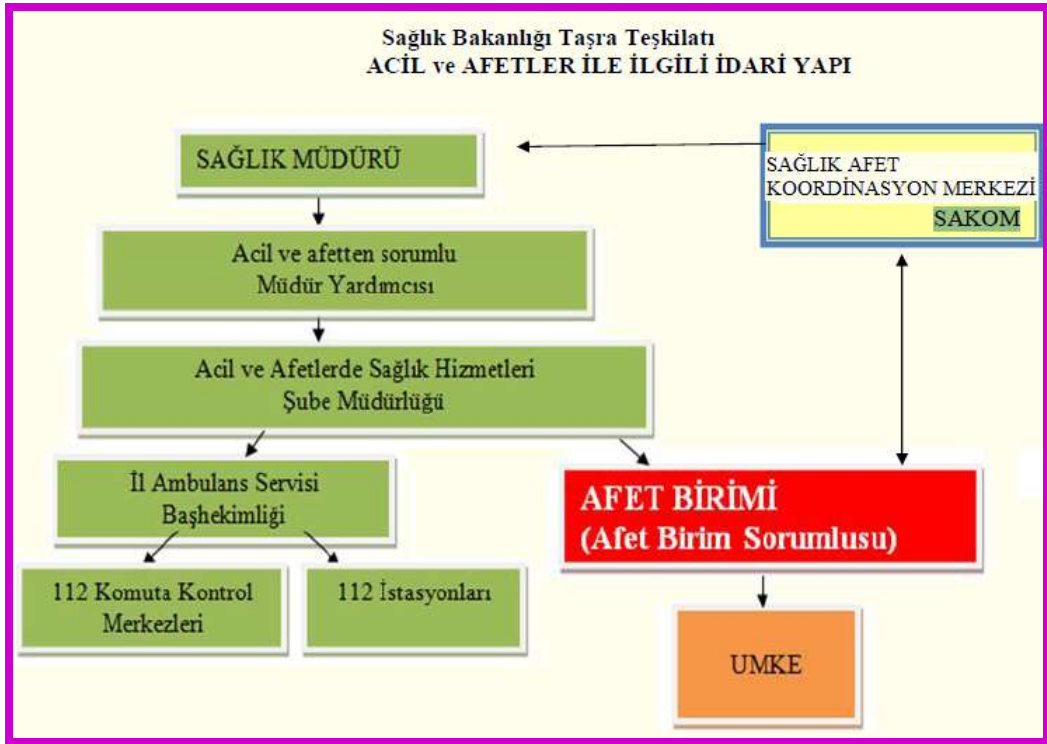 Sağlık Bakanlığı Taşra Teşkilatı
ACİL ve AFETLER İLE İLGİLİ İDARİ YAPI
SAĞLIK MÜDÜRÜ
SAĞLIK AFET
KOORDİNASYON MERKEZİ
SAKOM
Acil ve afetten sorumlu
Müdür Yardımcısı
Acil ve Afetlerde Sağlık Hizmetleri
Şube Müdürlüğü
İl Ambulans Servisi
Başhekimliği
AFET BİRİMİ
(Afet Birim Sorumlusu)
112 Komuta Kontrol
Merkezleri
112 İstasyonları
UMKE